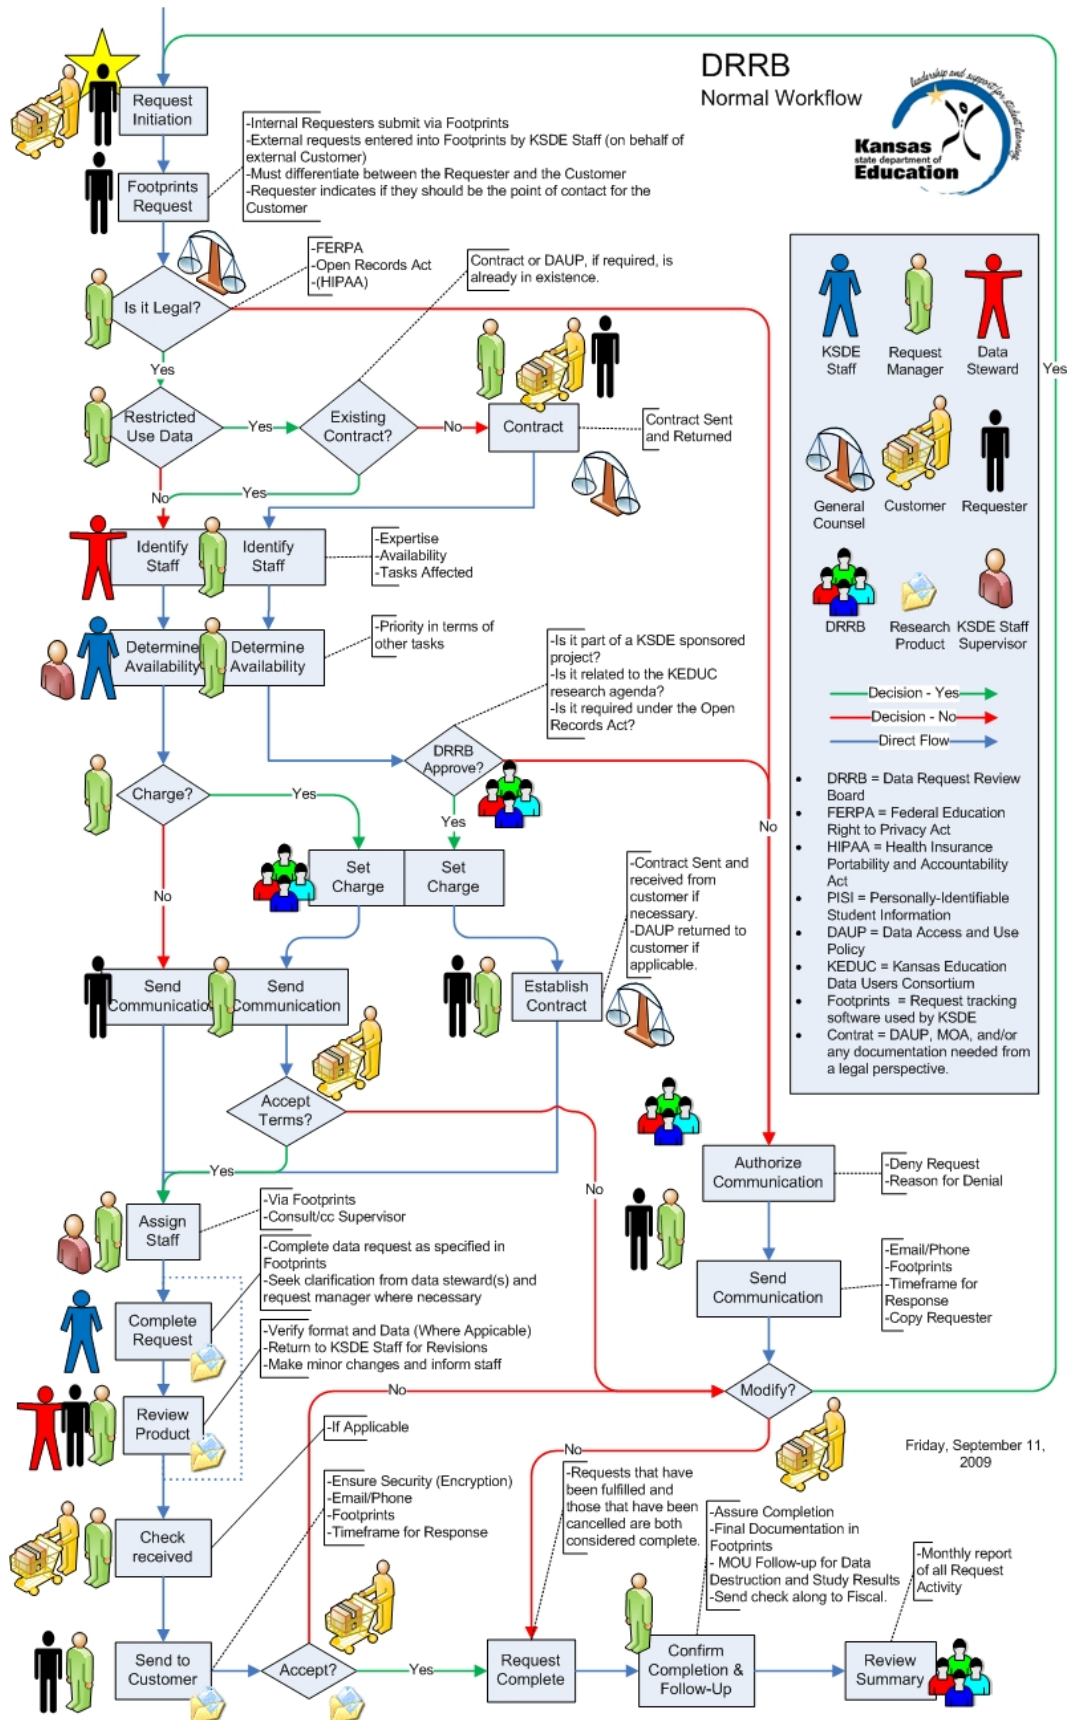 DRRB
Normal Workflow
leadership and support for student learning
Kansas
state department of
Education
Request
Initiation
Footprints
Request
-Internal Requesters submit via Footprints
-External requests entered into Footprints by KSDE Staff (on behalf of
external Customer)
-Must differentiate between the Requester and the Customer
-Requester indicates if they should be the point of contact for the
Customer
Is it Legal?
-FERPA
-Open Records Act
-(HIPAA)
Contract or DAUP, if required, is
already in existence.
Yes
Restricted
Use Data
Yes
Existing
Contract?
No
Contract
Contract Sent
and Returned
No
Yes
Identify
Staff
Identify
Staff
-Expertise
-Availability
-Tasks Affected
Determine
Availability
Determine
Availability
-Priority in terms of
other tasks
-Is it part of a KSDE sponsored
project?
-Is it related to the KEDUC
research agenda?
-Is it required under the Open
Records Act?
DRRB
Approve?
Charge?
Yes
Yes
No
No
Set
Charge
Set
Charge
-Contract Sent and
received from
customer if
necessary.
-DAUP returned to
customer if
applicable.
Send
Communication
Send
Communication
Establish
Contract
Accept
Terms?
Yes
No
Authorize
Communication
-Deny Request
-Reason for Denial
Assign
Staff
-Via Footprints
-Consult/cc Supervisor
Send
Communication
-Email/Phone
-Footprints
-Timeframe for
Response
-Copy Requester
Complete
Request
-Complete data request as specified in
Footprints
-Seek clarification from data steward(s) and
request manager where necessary
Review
Product
-Verify format and Data (Where Appicable)
-Return to KSDE Staff for Revisions
-Make minor changes and inform staff
No
Modify?
Yes
No
Check
received
-If Applicable
-Ensure Security (Encryption)
-Email/Phone
-Footprints
-Timeframe for Response
-Requests that have
been fulfilled and
those that have been
cancelled are both
considered complete.
-Assure Completion
-Final Documentation in
Footprints
- MOU Follow-up for Data
Destruction and Study Results
-Send check along to Fiscal.
-Monthly report
of all Request
Activity
Friday, September 11,
2009
Send to
Customer
Accept?
Yes
Request
Complete
Confirm
Completion &
Follow-Up
Review
Summary
KSDE
Staff
Request
Manager
Data
Steward
General
Counsel
Customer
Requester
DRRB
Research
Product
KSDE Staff
Supervisor
Decision - Yes
Decision - No
Direct Flow
• DRRB = Data Request Review
Board
• FERPA = Federal Education
Right to Privacy Act
• HIPAA = Health Insurance
Portability and Accountability
Act
• PISI = Personally-Identifiable
Student Information
• DAUP = Data Access and Use
Policy
• KEDUC = Kansas Education
Data Users Consortium
• Footprints = Request tracking
software used by KSDE
• Contrat = DAUP, MOA, and/or
any documentation needed from
a legal perspective.